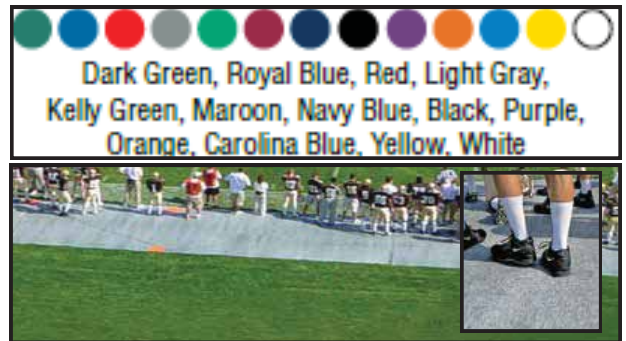 Dark Green, Royal Blue, Red, Light Gray,
Kelly Green, Maroon, Navy Blue, Black, Purple,
Orange, Carolina Blue, Yellow, White